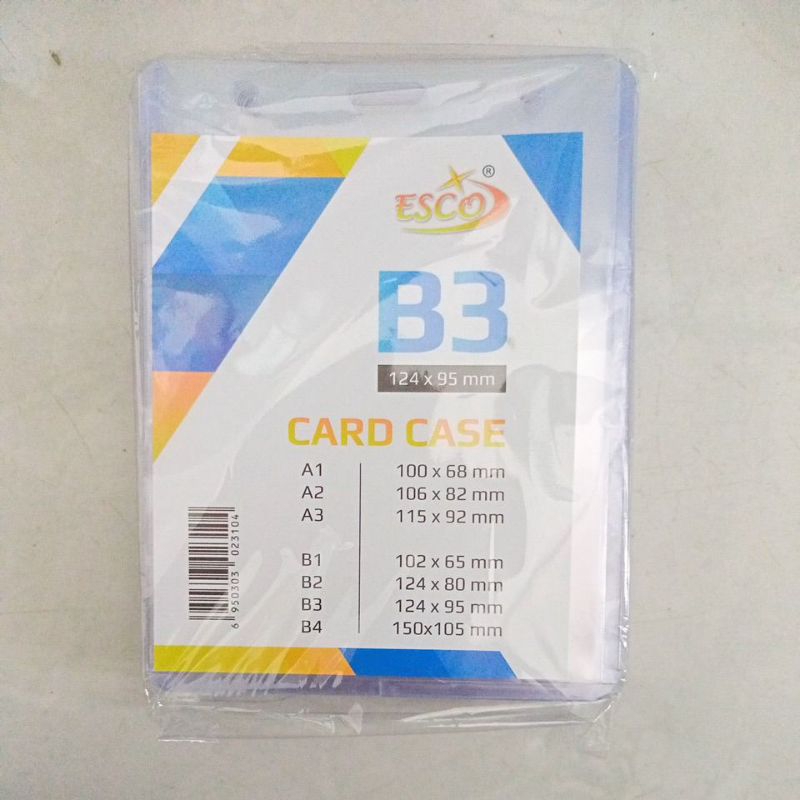 ESCO ®
B3
124 x 95 mm
CARD CASE
A1 100 x 68 mm
A2 106 x 82 mm
A3 115 x 92 mm
B1 102 x 65 mm
B2 124 x 80 mm
B3 124 x 95 mm
B4 150x105 mm
6 950303 023104